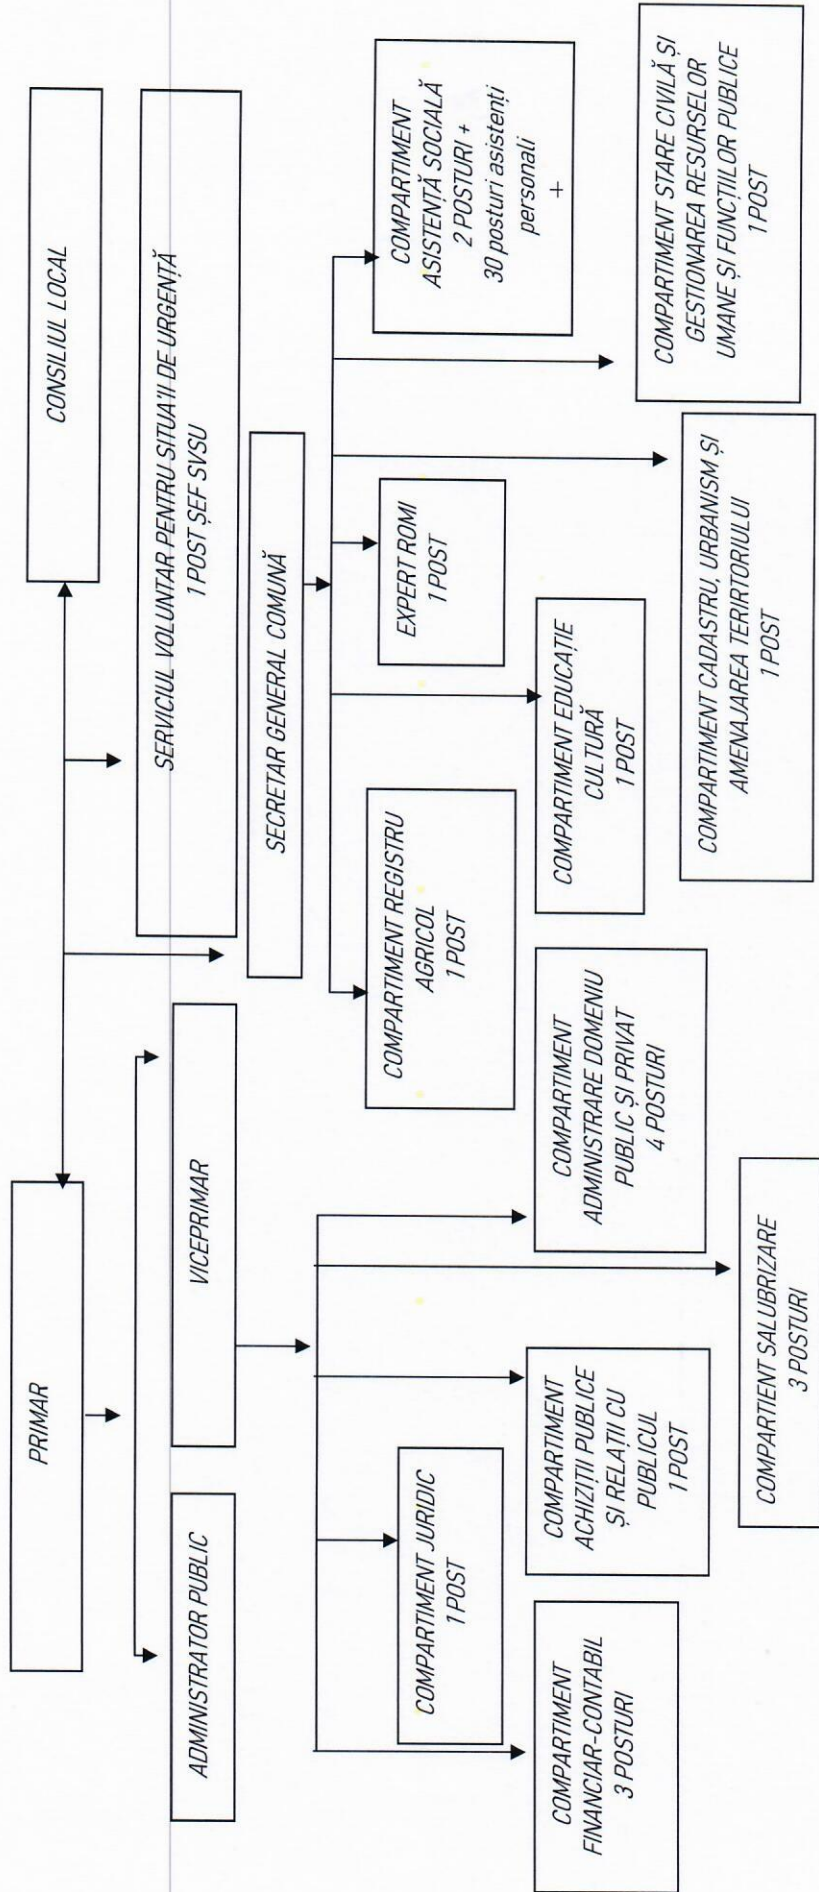 PRIMAR
CONSILIUL LOCAL
ADMINISTRATOR PUBLIC
VICEPRIMAR
SERVICIUL VOLUNTAR PENTRU SITUA'II DE URGENȚĂ
1 POST ȘEF SVSU
SECRETAR GENERAL COMUNĂ
COMPARTIMENT
FINANCIAR-CONTABIL
3 POSTURI
COMPARTIMENT JURIDIC
1 POST
COMPARTIMENT
ACHIZIȚII PUBLICE
ȘI RELAȚII CU
PUBLICUL
1 POST
COMPARTIENT SALUBRIZARE
3 POSTURI
COMPARTIMENT
ADMINISTRARE DOMENIU
PUBLIC ȘI PRIVAT
4 POSTURI
COMPARTIMENT REGISTRU
AGRICOL
1 POST
COMPARTIMENT EDUCAȚIE
CULTURĂ
1 POST
EXPERT ROMI
1 POST
COMPARTIMENT CADASTRU, URBANISM ȘI
AMENAJAREA TERIRTORIULUI
1 POST
COMPARTIMENT STARE CIVILĂ ȘI
GESTIONAREA RESURSELOR
UMANE ȘI FUNCȚIILOR PUBLICE
1 POST
COMPARTIMENT
ASISTENȚĂ SOCIALĂ
2 POSTURI +
30 posturi asistenți
personali
+